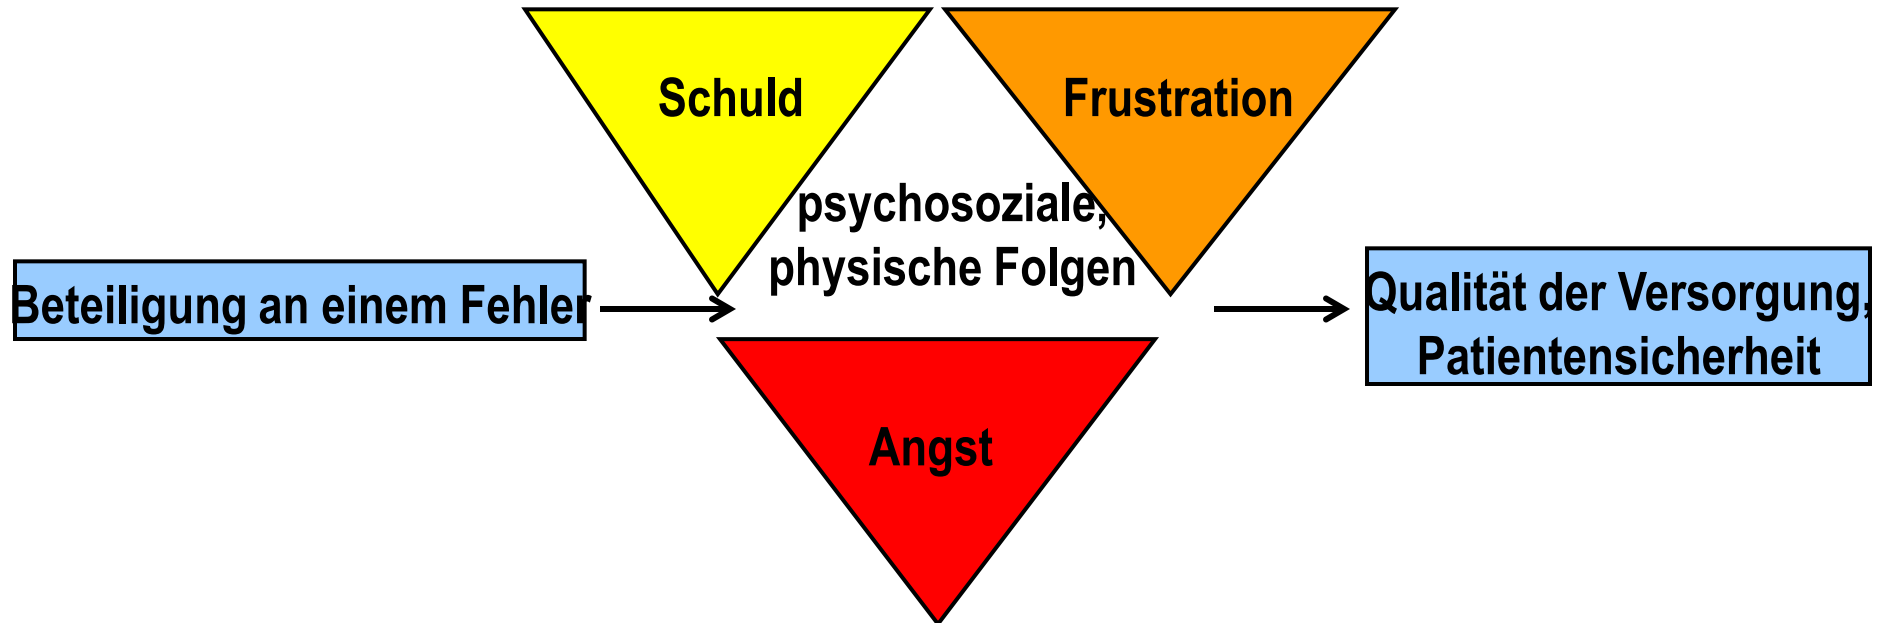 Schuld
Frustration
psychosoziale,
physische Folgen
Beteiligung an einem Fehler
Qualität der Versorgung,
Patientensicherheit
Angst